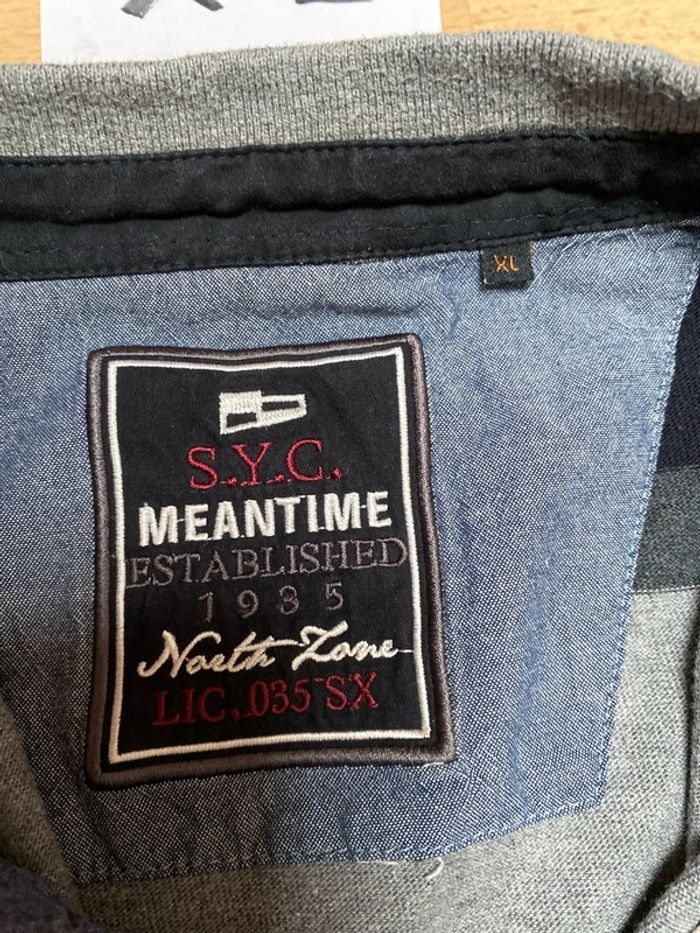 XL
S.Y.C.
MEANTIME
ESTABLISHED
1935
North Zone
LIC. 035 SX